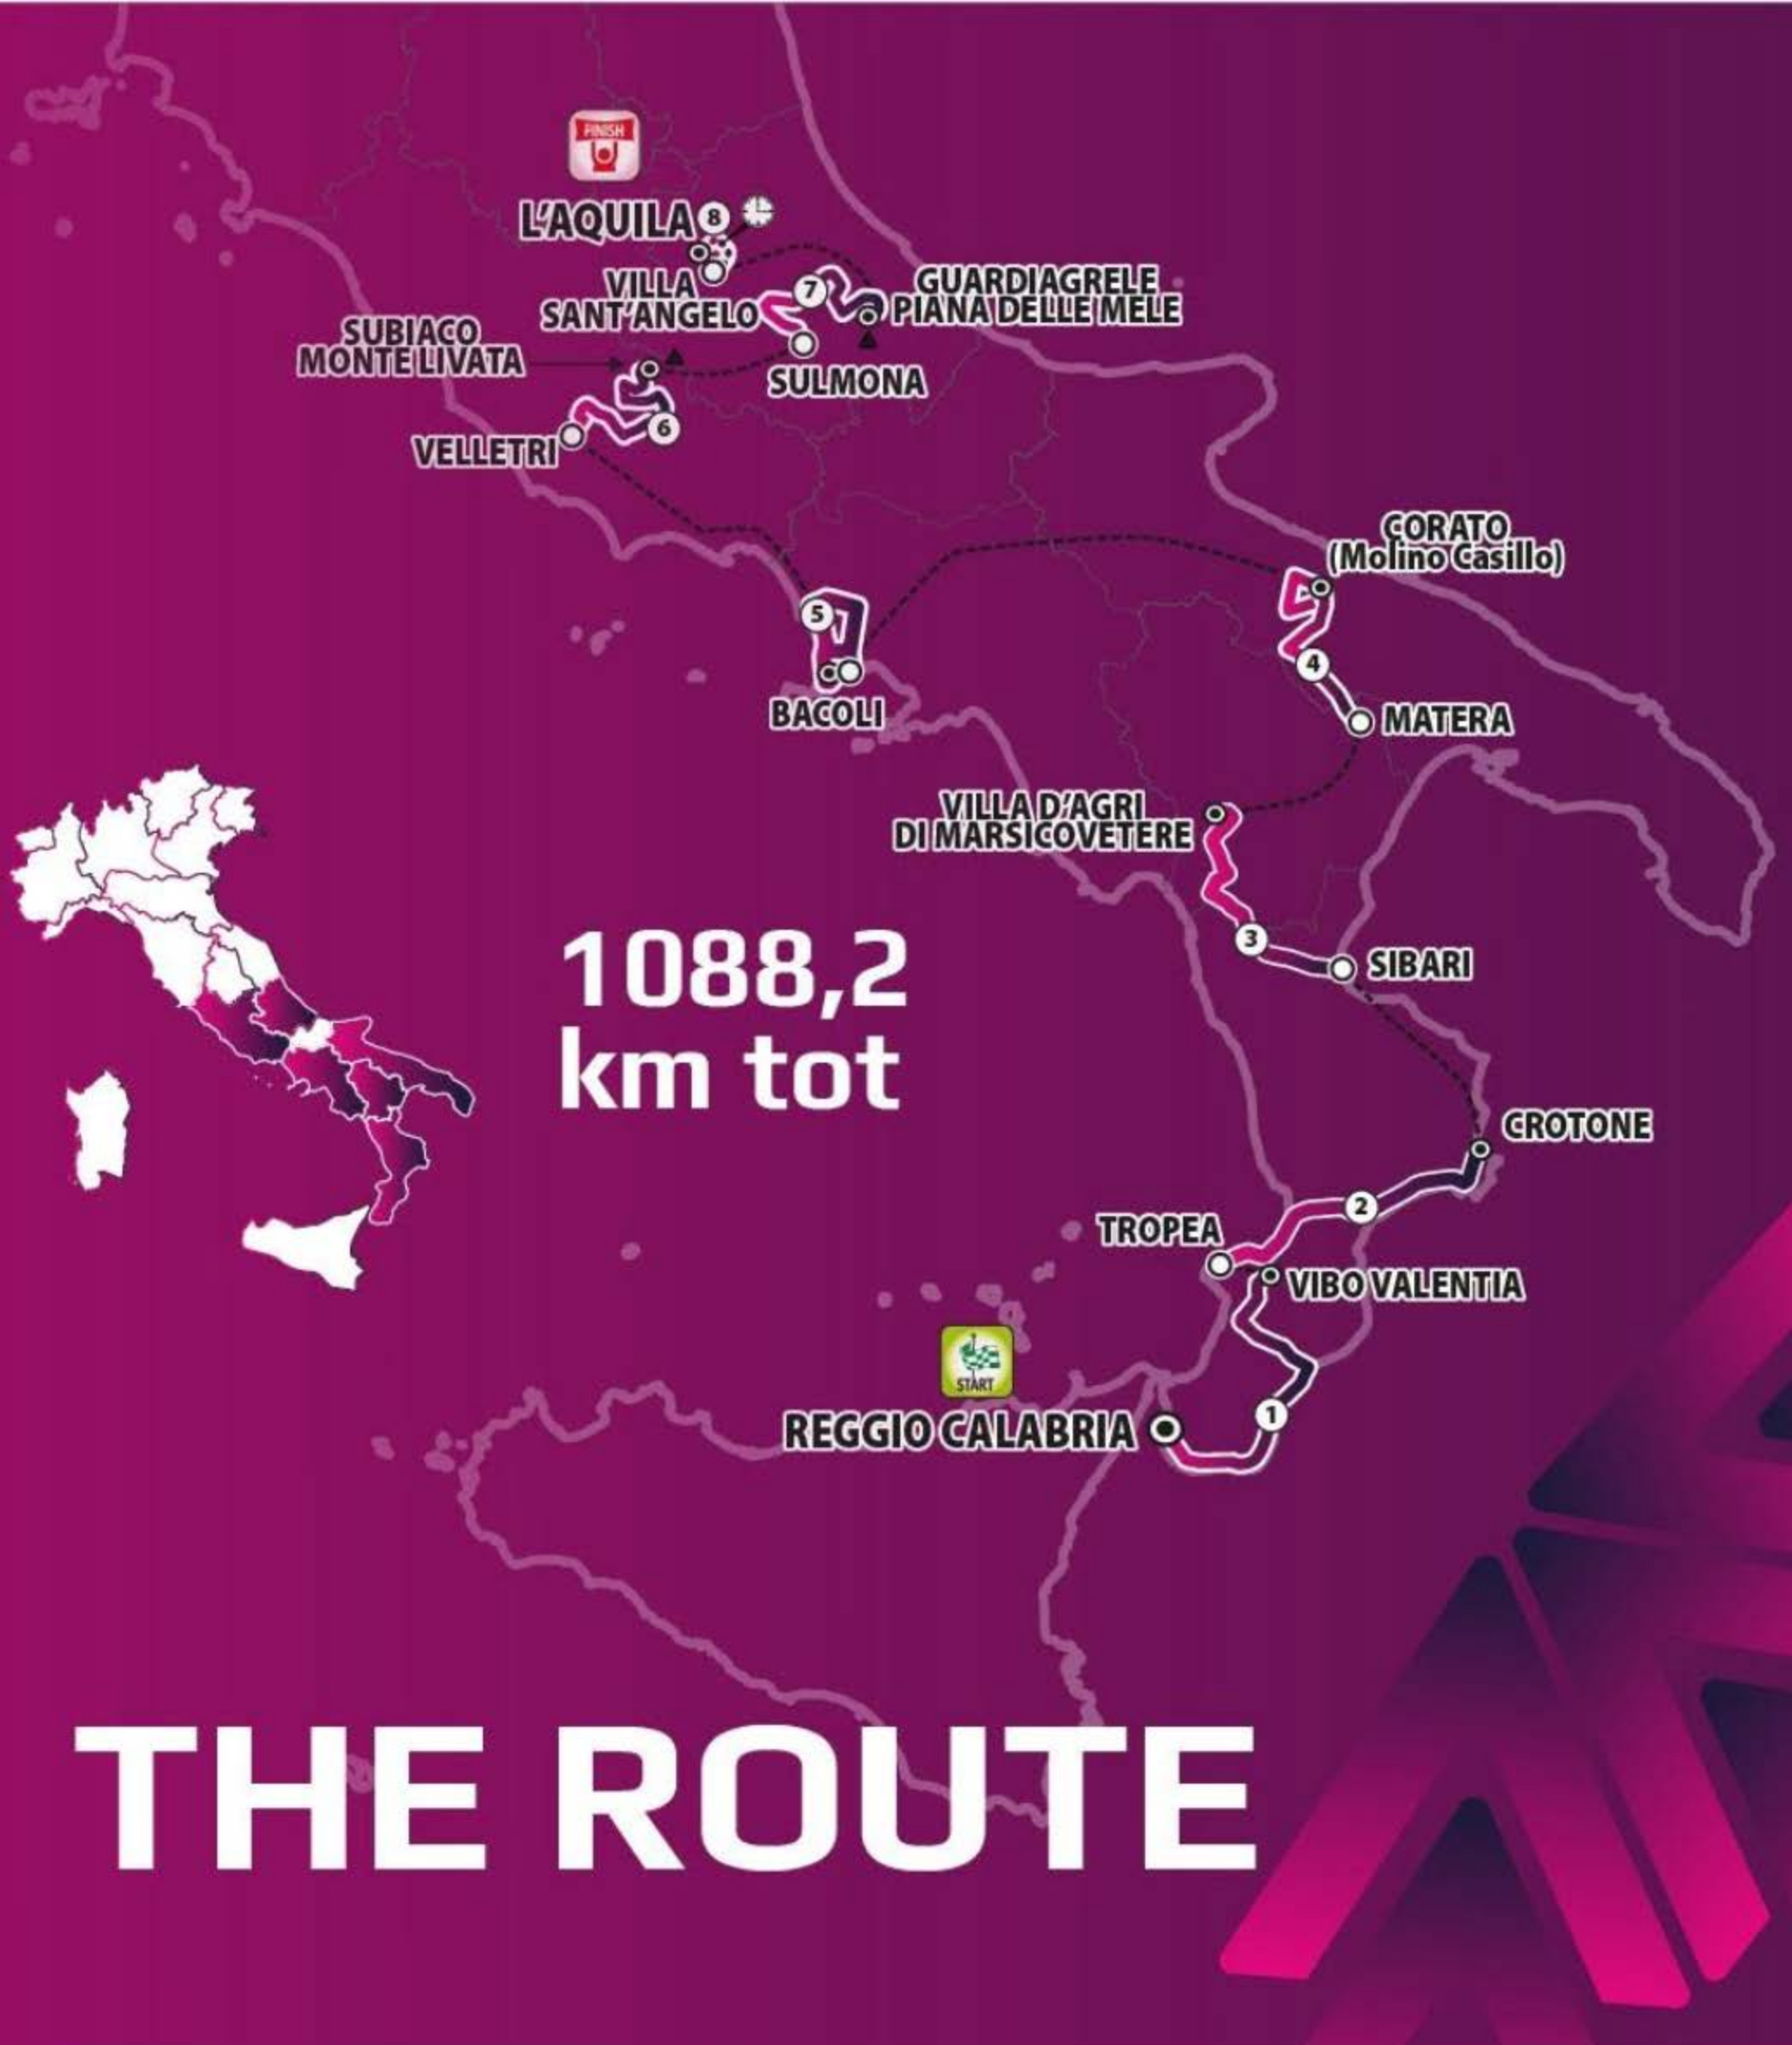 FINISH
L'AQUILA 8
VILLA
SANT'ANGELO
7
GUARDIAGRELE
PIANA DELLE MELE
SUBIACO
MONTE LIVATA
SULMONA
6
VELLETRI
CORATO
(Molino Casillo)
5
4
BACOLI
MATERA
VILLA D'AGRI
DI MARSICOVETERE
3
SIBARI
1088,2
km tot
CROTONE
2
TROPEA
VIBO VALENTIA
START
REGGIO CALABRIA
1
THE ROUTE